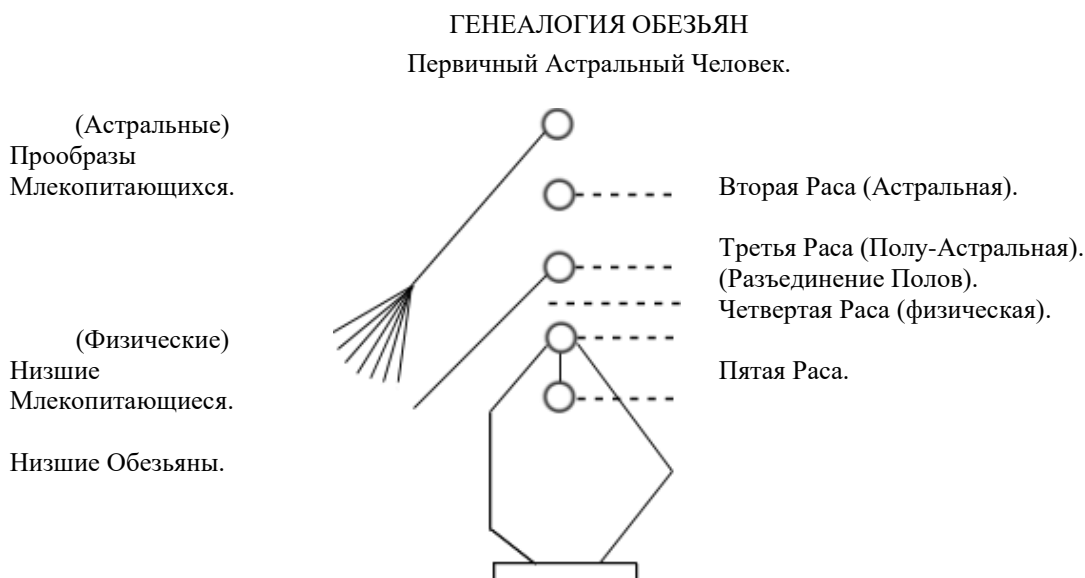 ГЕНЕАЛОГИЯ ОБЕЗЬЯН
Первичный Астральный Человек.
(Астральные)
Прообразы
Млекопитающихся.
Вторая Раса (Астральная).
Третья Раса (Полу-Астральная).
(Разъединение Полов).
Четвертая Раса (физическая).
(Физические)
Низшие
Млекопитающиеся.
Пятая Раса.
Низшие Обезьяны.